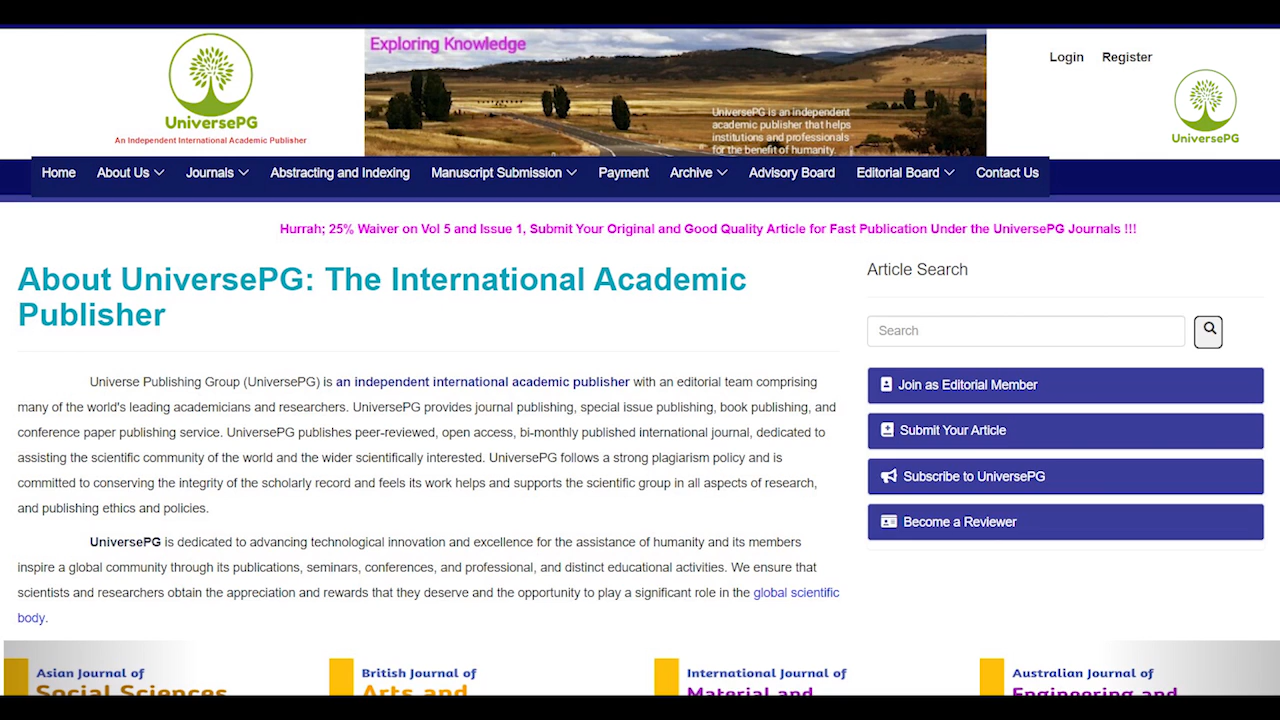 Exploring Knowledge
Login Register
UniversePG
An Independent International Academic Publisher
UniversePG is an independent
academic publisher that helps
institutions and professionals
for the benefit of humanity.
UniversePG
Home About Us Journals Abstracting and Indexing Manuscript Submission Payment Archive Advisory Board Editorial Board Contact Us
Hurrah; 25% Waiver on Vol 5 and Issue 1, Submit Your Original and Good Quality Article for Fast Publication Under the UniversePG Journals !!!
About UniversePG: The International Academic
Publisher
Universe Publishing Group (UniversePG) is an independent international academic publisher with an editorial team comprising
many of the world's leading academicians and researchers. UniversePG provides journal publishing, special issue publishing, book publishing, and
conference paper publishing service. UniversePG publishes peer-reviewed, open access, bi-monthly published international journal, dedicated to
assisting the scientific community of the world and the wider scientifically interested. UniversePG follows a strong plagiarism policy and is
committed to conserving the integrity of the scholarly record and feels its work helps and supports the scientific group in all aspects of research,
and publishing ethics and policies.
UniversePG is dedicated to advancing technological innovation and excellence for the assistance of humanity and its members
inspire a global community through its publications, seminars, conferences, and professional, and distinct educational activities. We ensure that
scientists and researchers obtain the appreciation and rewards that they deserve and the opportunity to play a significant role in the global scientific
body.
Article Search
Search
Join as Editorial Member
Submit Your Article
Subscribe to UniversePG
Become a Reviewer
Asian Journal of
Social Sciences
British Journal of
Arts and
International Journal of
Material and
Australian Journal of
Engineering and